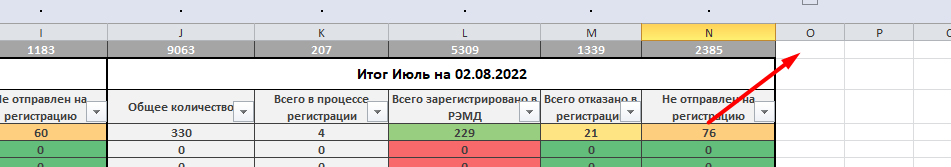 I J K L M N O P
1183 9063 207 5309 1339 2385
Итог Июль на 02.08.2022
Не отправлен на регистрацию Общее количество Всего в процессе регистрации Всего зарегистрировано в РЭМД Всего отказано в регистрации Не отправлен на регистрацию
60 330 4 229 21 76
0 0 0 0 0 0
0 0 0 0 0 0